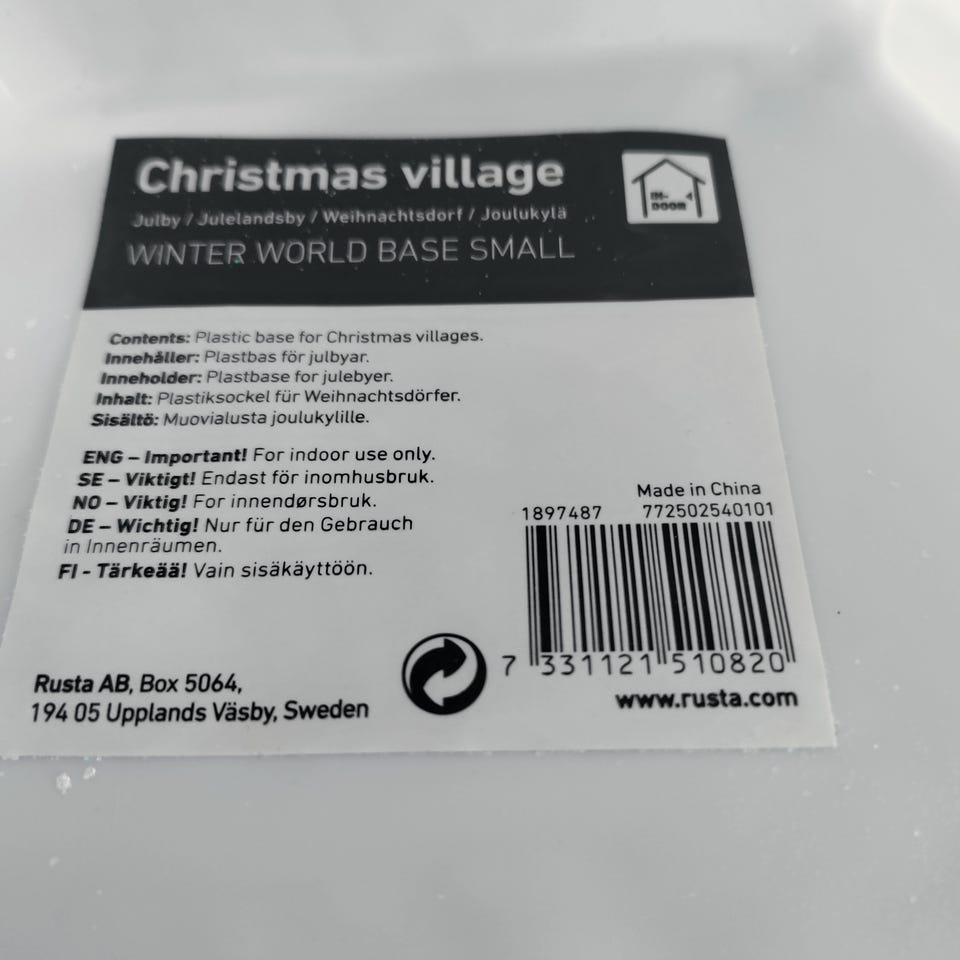 Christmas village
Julby / Julelandsby / Weihnachtsdorf / Joulukylä
WINTER WORLD BASE SMALL
IN-
DOOR
Contents: Plastic base for Christmas villages.
Innehåller: Plastbas för julbyar.
Inneholder: Plastbase for julebyer.
Inhalt: Plastiksockel für Weihnachtsdörfer.
Sisältö: Muovialusta joulukylille.
ENG – Important! For indoor use only.
SE – Viktigt! Endast för inomhusbruk.
NO – Viktig! For innendørsbruk.
DE – Wichtig! Nur für den Gebrauch
in Innenräumen.
FI - Tärkeää! Vain sisäkäyttöön.
Made in China
1897487 772502540101
7 331121 510820
www.rusta.com
Rusta AB, Box 5064,
194 05 Upplands Väsby, Sweden